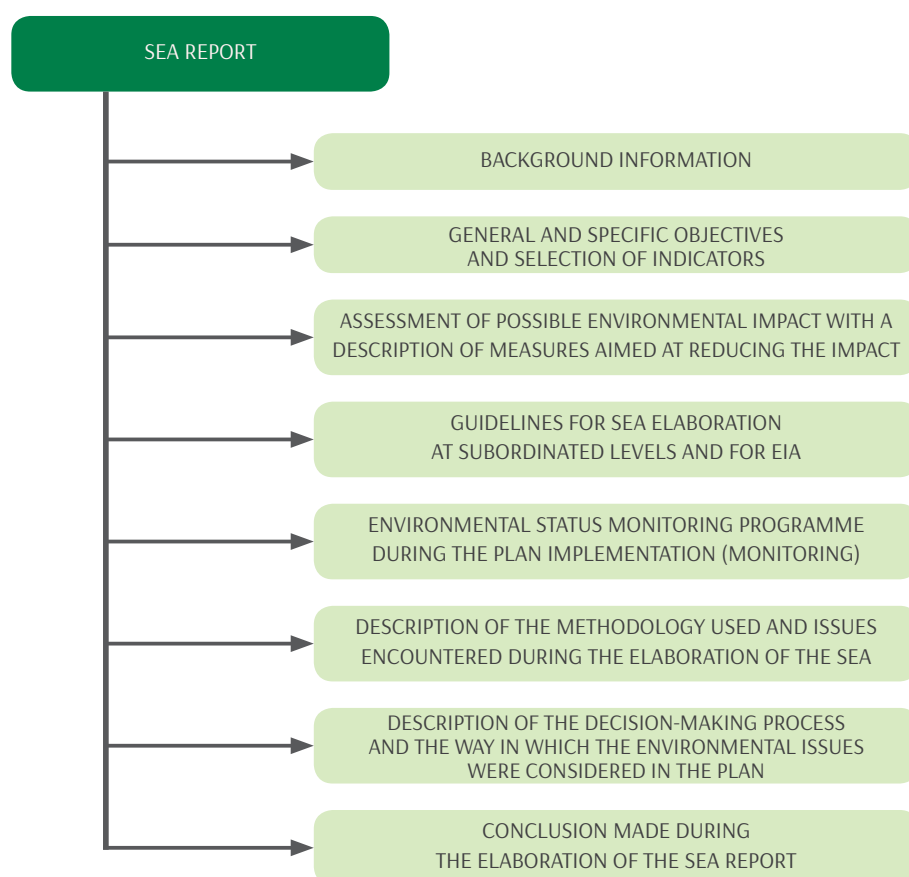 SEA REPORT
BACKGROUND INFORMATION
GENERAL AND SPECIFIC OBJECTIVES
AND SELECTION OF INDICATORS
ASSESSMENT OF POSSIBLE ENVIRONMENTAL IMPACT WITH A
DESCRIPTION OF MEASURES AIMED AT REDUCING THE IMPACT
GUIDELINES FOR SEA ELABORATION
AT SUBORDINATED LEVELS AND FOR EIA
ENVIRONMENTAL STATUS MONITORING PROGRAMME
DURING THE PLAN IMPLEMENTATION (MONITORING)
DESCRIPTION OF THE METHODOLOGY USED AND ISSUES
ENCOUNTERED DURING THE ELABORATION OF THE SEA
DESCRIPTION OF THE DECISION-MAKING PROCESS
AND THE WAY IN WHICH THE ENVIRONMENTAL ISSUES
WERE CONSIDERED IN THE PLAN
CONCLUSION MADE DURING
THE ELABORATION OF THE SEA REPORT